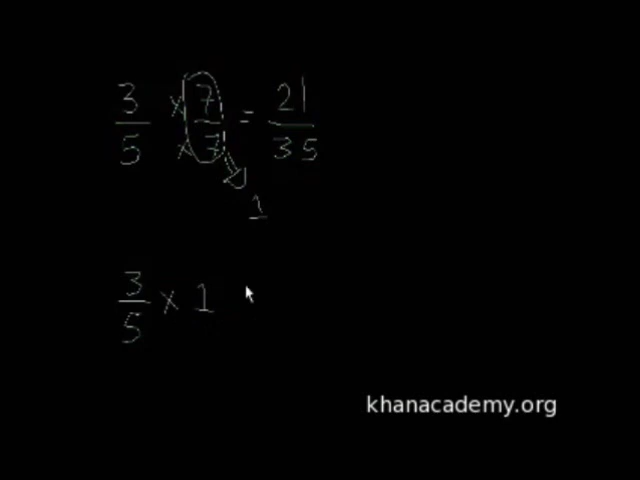 3/5 × 7/7 = 21/35
1
3/5 × 1
khanacademy.org